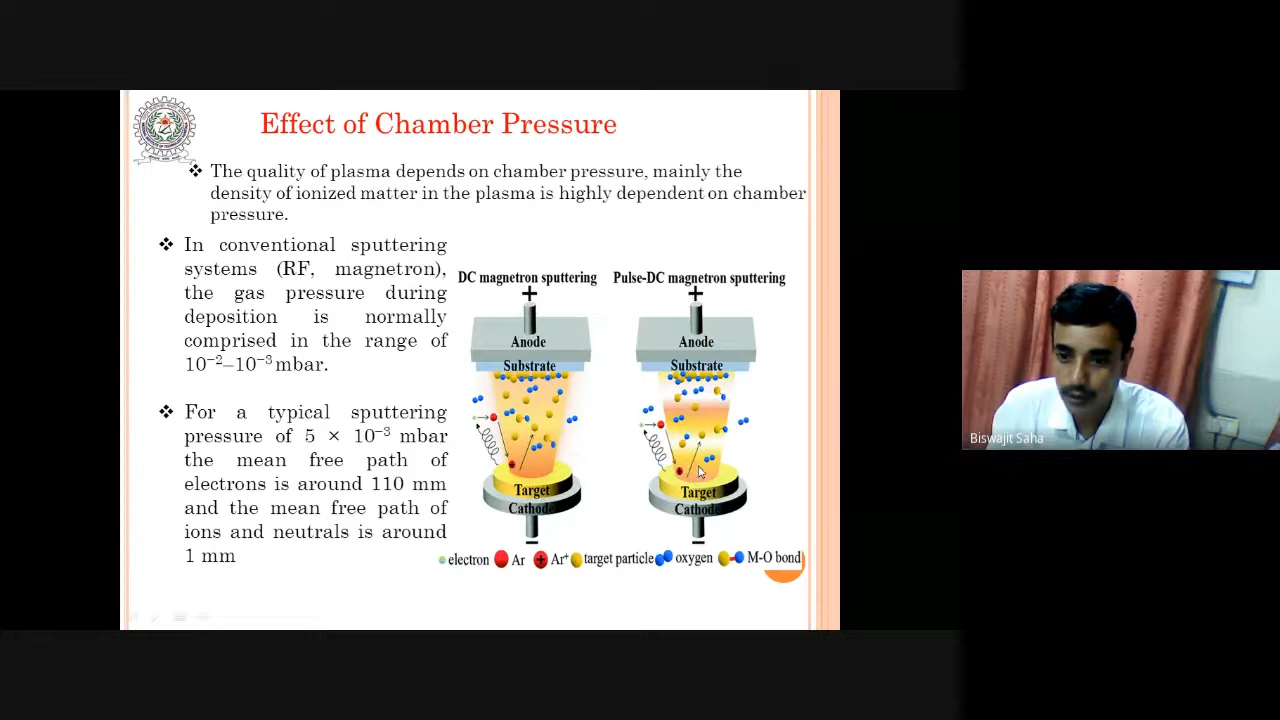 Effect of Chamber Pressure
❖ The quality of plasma depends on chamber pressure, mainly the
density of ionized matter in the plasma is highly dependent on chamber
pressure.
❖ In conventional sputtering
systems (RF, magnetron),
the gas pressure during
deposition is normally
comprised in the range of
10⁻²–10⁻³ mbar.
❖ For a typical sputtering
pressure of 5 × 10⁻³ mbar
the mean free path of
electrons is around 110 mm
and the mean free path of
ions and neutrals is around
1 mm
DC magnetron sputtering
+
Anode
Substrate
Target
Cathode
−
Pulse-DC magnetron sputtering
+
Anode
Substrate
Target
Cathode
−
electron Ar + Ar⁺ target particle oxygen M-O bond
Biswajit Saha